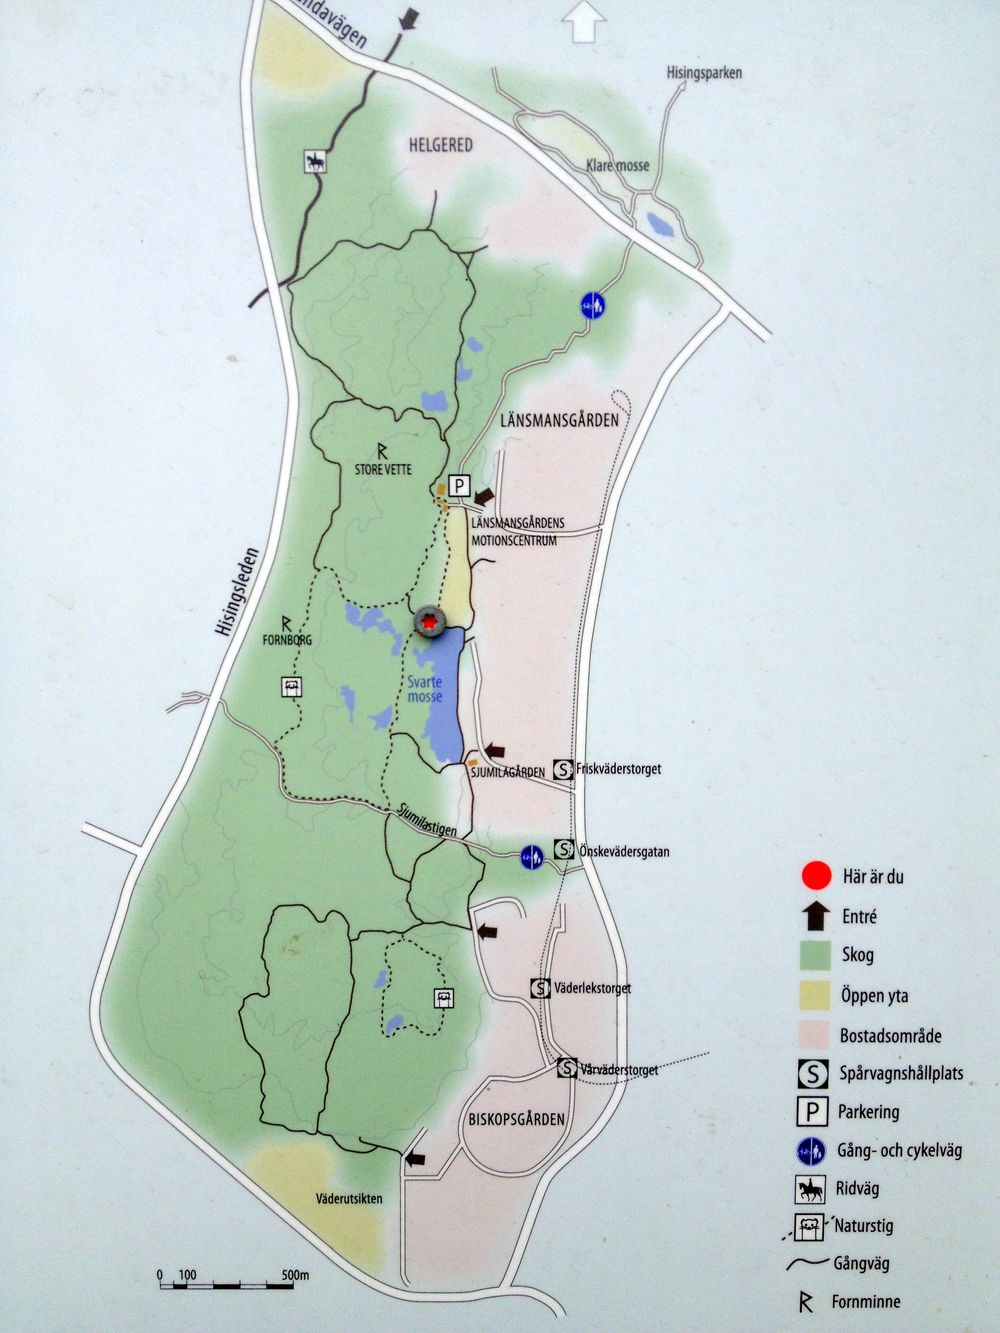 Hisingsparken
HELGERED
Klare mosse
LÄNSMANSGÅRDEN
R
STORE VETTE
P
LÄNSMANSGÅRDENS
MOTIONSCENTRUM
Hisingsleden
R
FORNBORG
Svarte
mosse
SJUMILAGÅRDEN
S Friskväderstorget
Sjumilastigen
S Önskevädersgatan
S Väderlekstorget
S Vårväderstorget
BISKOPSGÅRDEN
Väderutsikten
0 100 500m
Här är du
Entré
Skog
Öppen yta
Bostadsområde
S Spårvagnshållplats
P Parkering
Gång- och cykelväg
Ridväg
Naturstig
Gångväg
R Fornminne